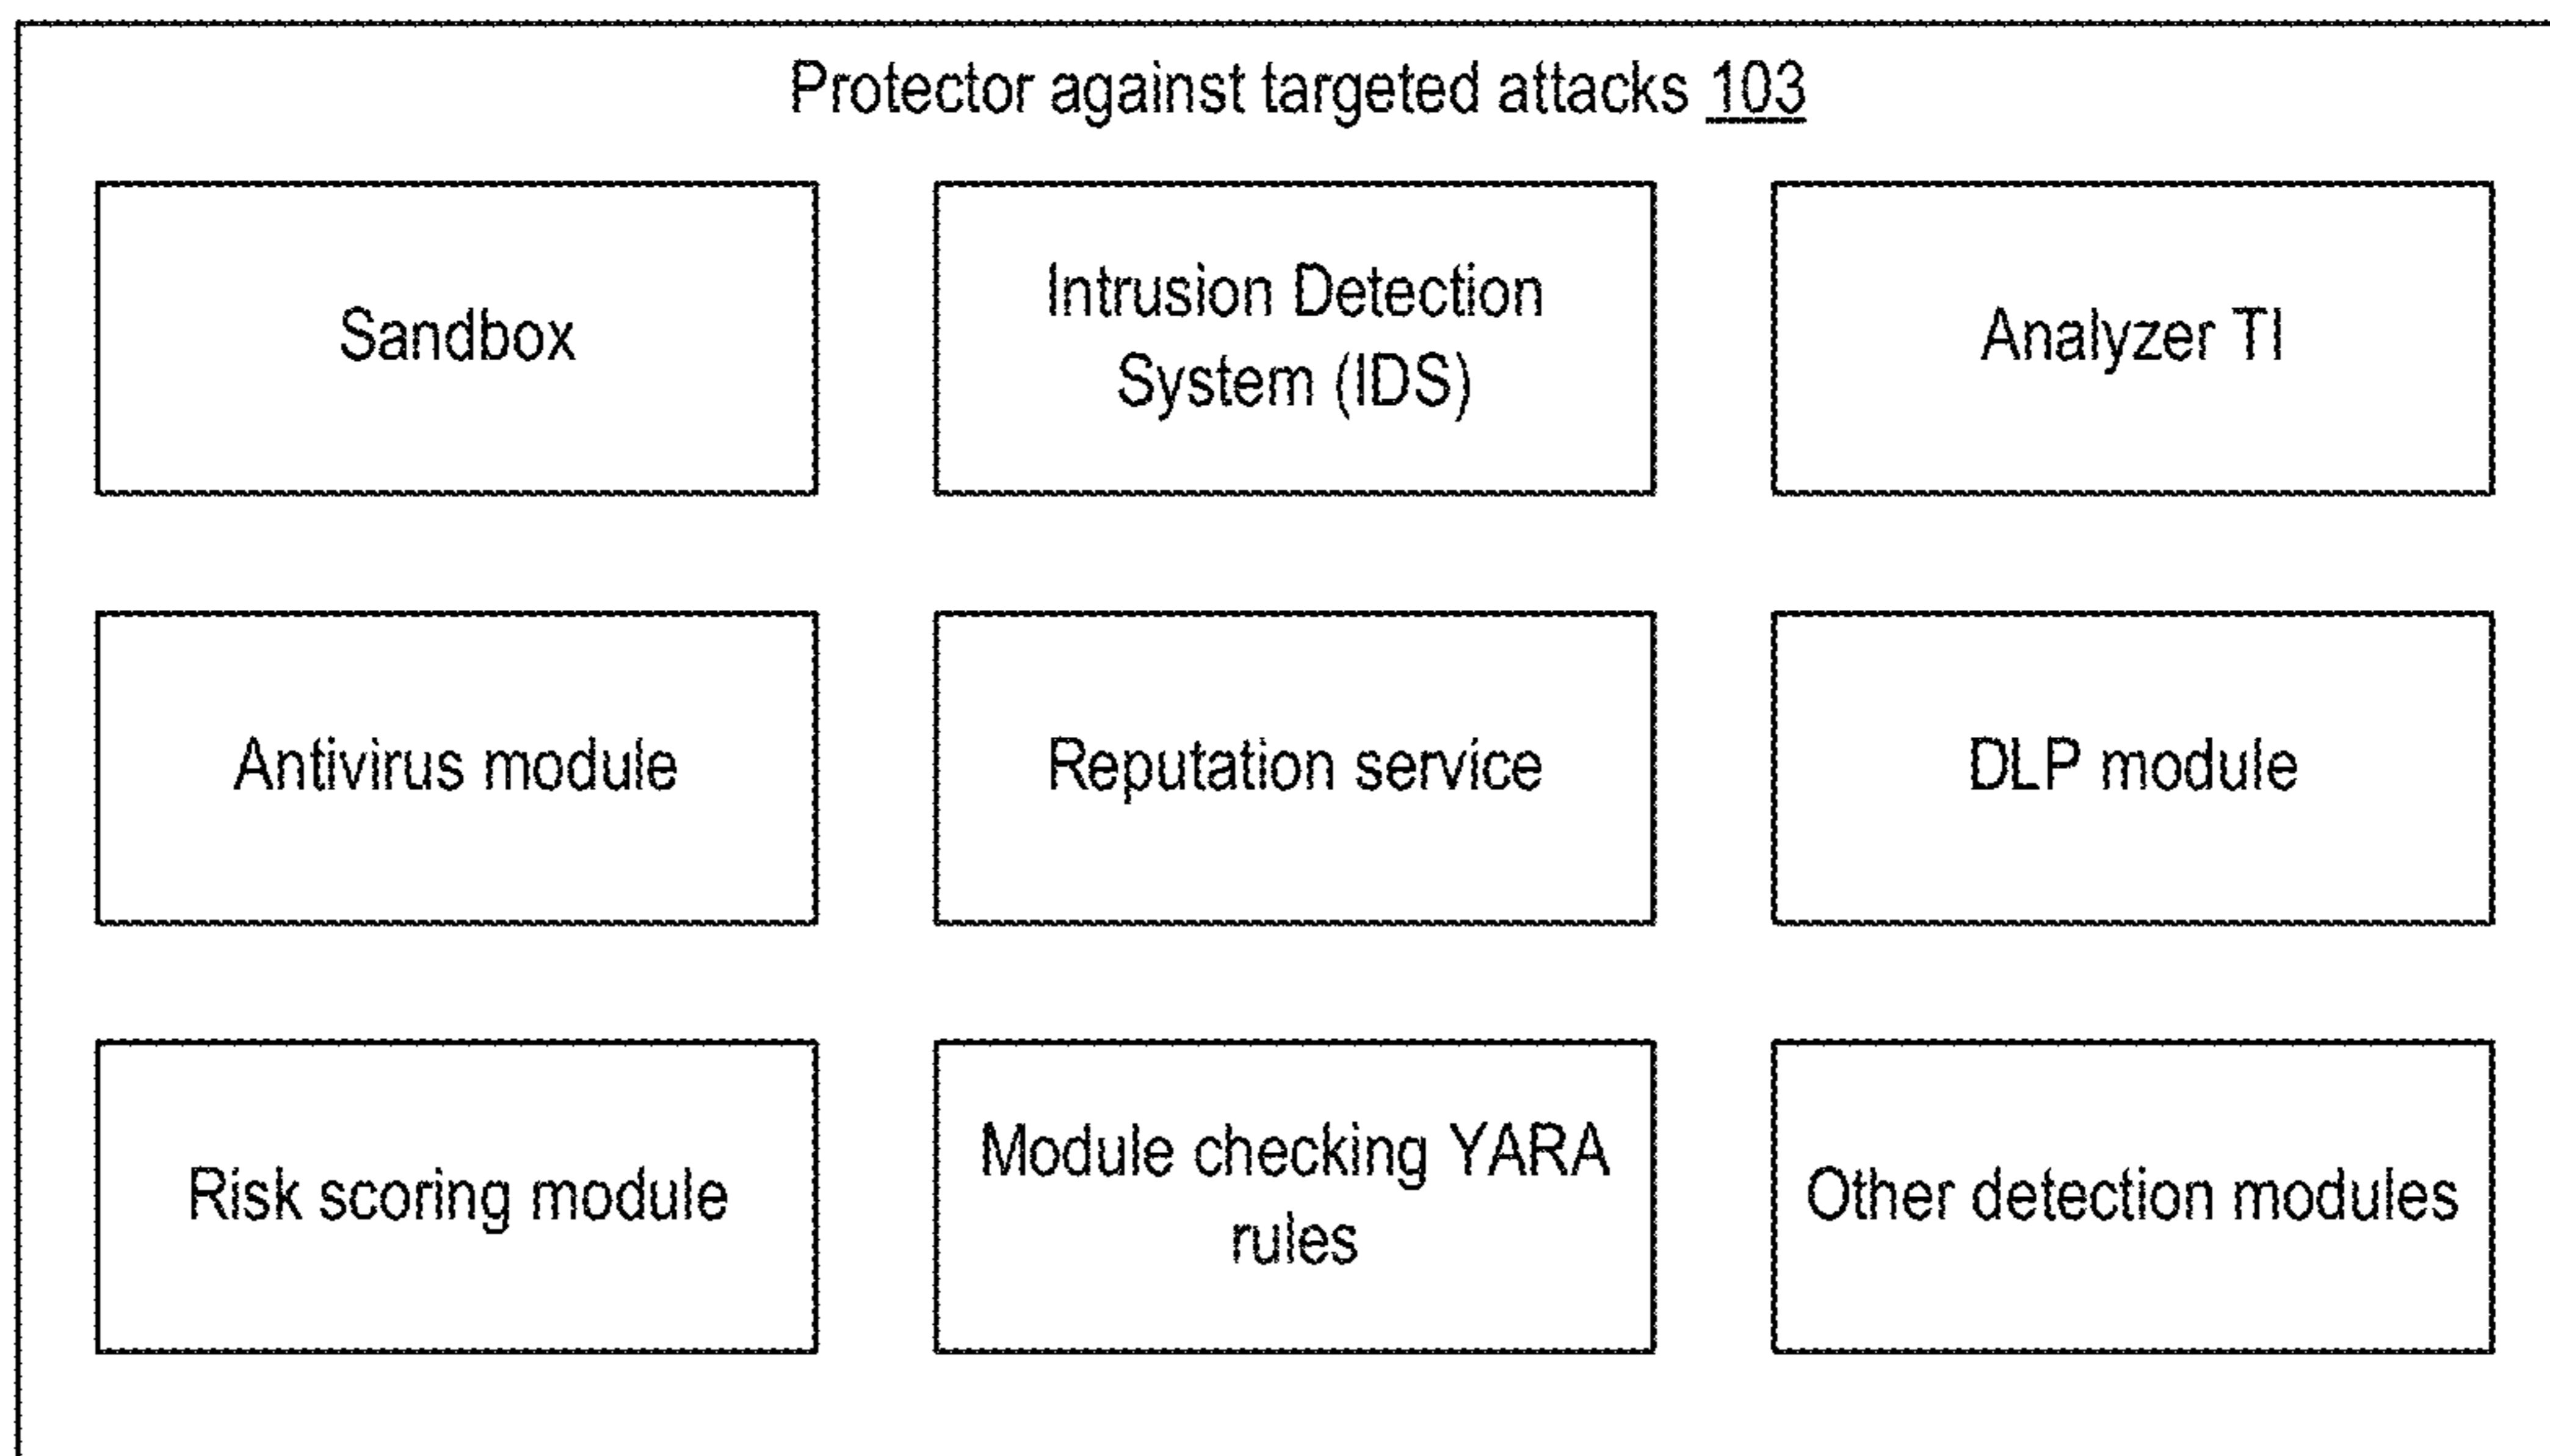 Protector against targeted attacks 103
Sandbox
Intrusion Detection
System (IDS)
Analyzer TI
Antivirus module
Reputation service
DLP module
Risk scoring module
Module checking YARA
rules
Other detection modules